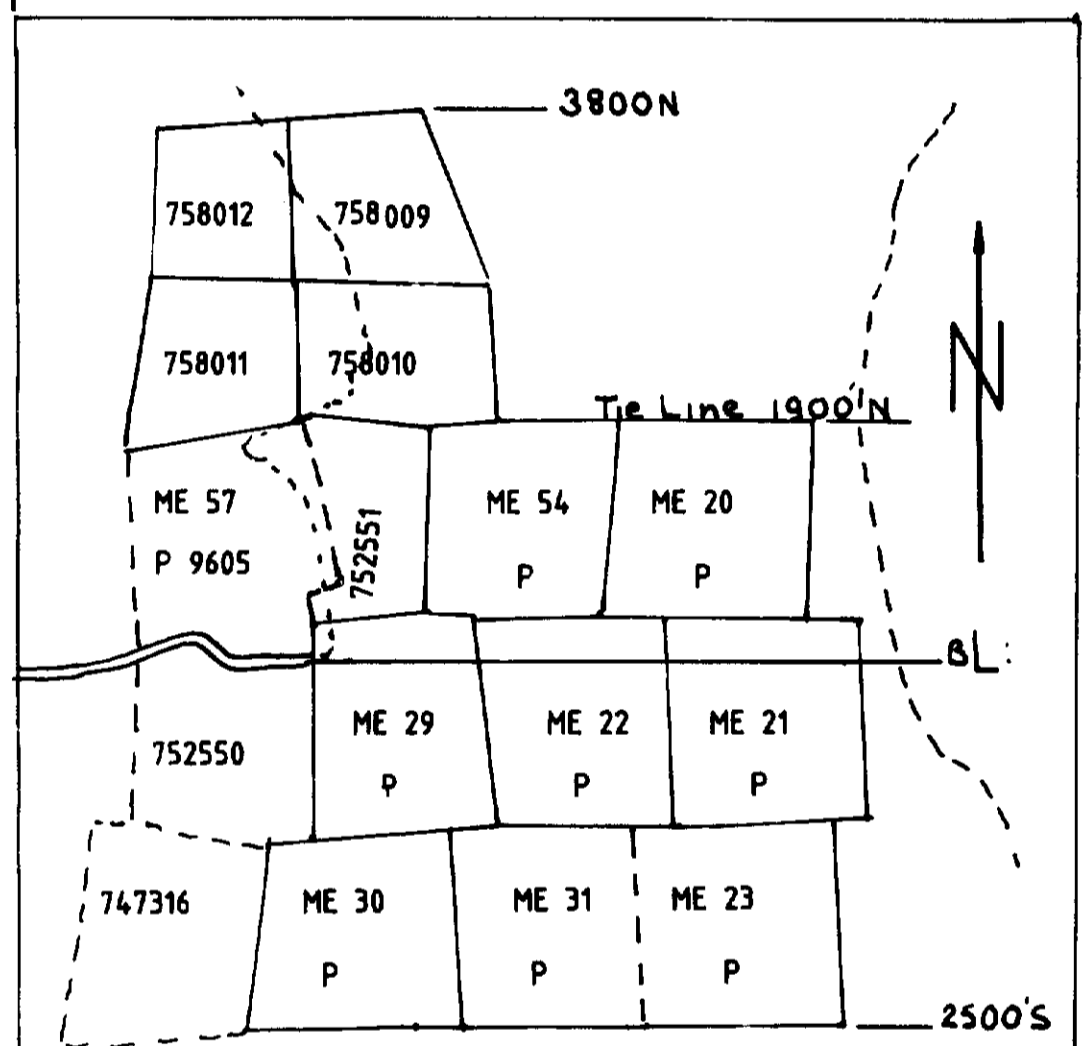 3800N
758012
758009
758011
758010
Tie Line 1900'N
N
ME 57
P 9605
752551
ME 54
P
ME 20
P
BL:
752550
ME 29
P
ME 22
P
ME 21
P
747316
ME 30
P
ME 31
P
ME 23
P
2500'S